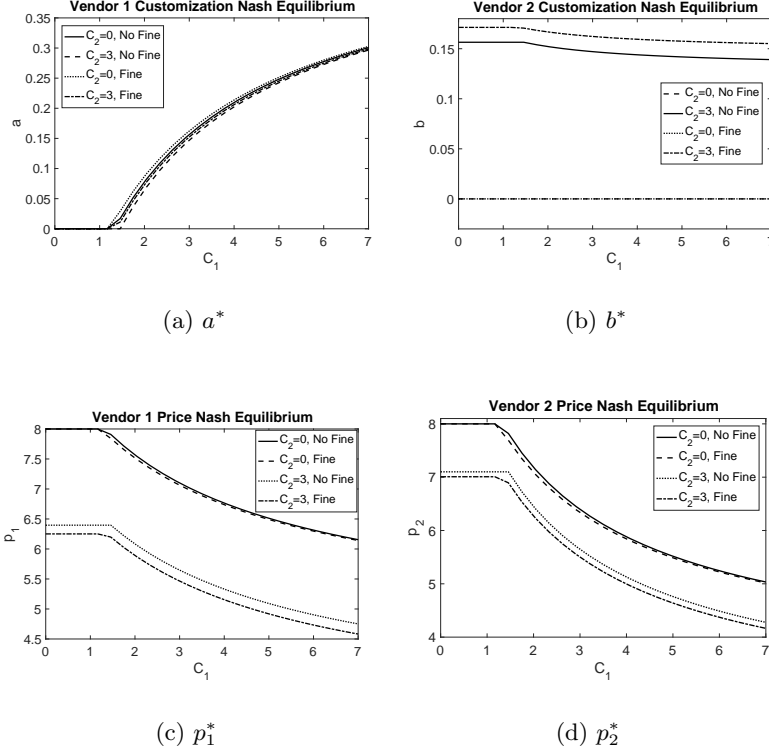 Vendor 1 Customization Nash Equilibrium
0.35
0.3
0.25
0.2
0.15
0.1
0.05
0
a
0 1 2 3 4 5 6 7
C1
C2=0, No Fine
C2=3, No Fine
C2=0, Fine
C2=3, Fine
(a) a*
Vendor 2 Customization Nash Equilibrium
0.15
0.1
0.05
0
b
0 1 2 3 4 5 6 7
C1
C2=0, No Fine
C2=3, No Fine
C2=0, Fine
C2=3, Fine
(b) b*
Vendor 1 Price Nash Equilibrium
8
7.5
7
6.5
6
5.5
5
4.5
p1
0 1 2 3 4 5 6 7
C1
C2=0, No Fine
C2=0, Fine
C2=3, No Fine
C2=3, Fine
(c) p1*
Vendor 2 Price Nash Equilibrium
8
7
6
5
4
p2
0 1 2 3 4 5 6 7
C1
C2=0, No Fine
C2=0, Fine
C2=3, No Fine
C2=3, Fine
(d) p2*